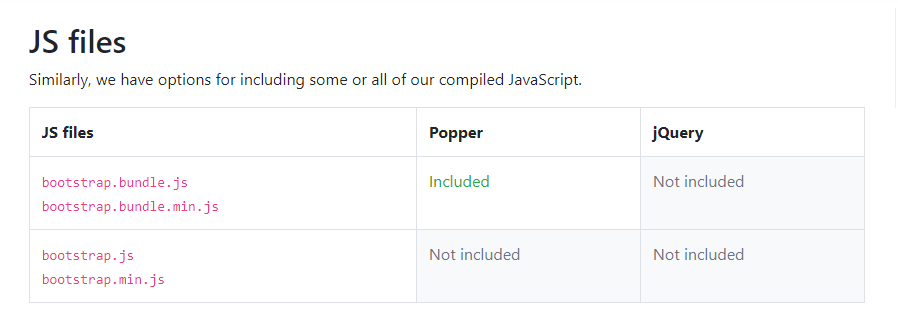 JS files
Similarly, we have options for including some or all of our compiled JavaScript.
JS files Popper jQuery
bootstrap.bundle.js Included Not included
bootstrap.bundle.min.js
bootstrap.js Not included Not included
bootstrap.min.js